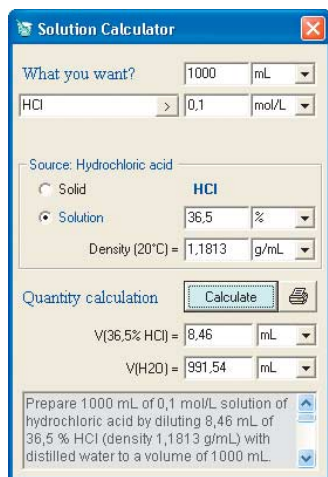 Solution Calculator
What you want? 1000 mL
HCl > 0,1 mol/L
Source: Hydrochloric acid
Solid HCl
Solution 36,5 %
Density (20°C) = 1,1813 g/mL
Quantity calculation Calculate
V(36,5% HCl) = 8,46 mL
V(H2O) = 991,54 mL
Prepare 1000 mL of 0,1 mol/L solution of
hydrochloric acid by diluting 8,46 mL of
36,5 % HCl (density 1,1813 g/mL) with
distilled water to a volume of 1000 mL.